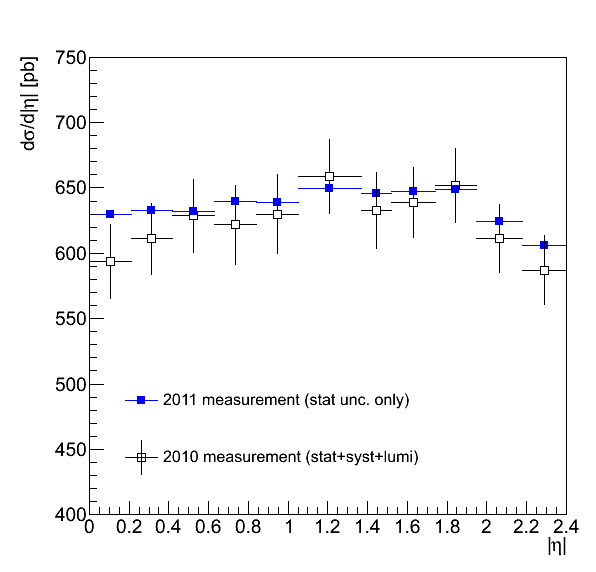 dσ/d|η| [pb]
750
700
650
600
550
500
450
400
2011 measurement (stat unc. only)
2010 measurement (stat+syst+lumi)
0 0.2 0.4 0.6 0.8 1 1.2 1.4 1.6 1.8 2 2.2 2.4
|η|